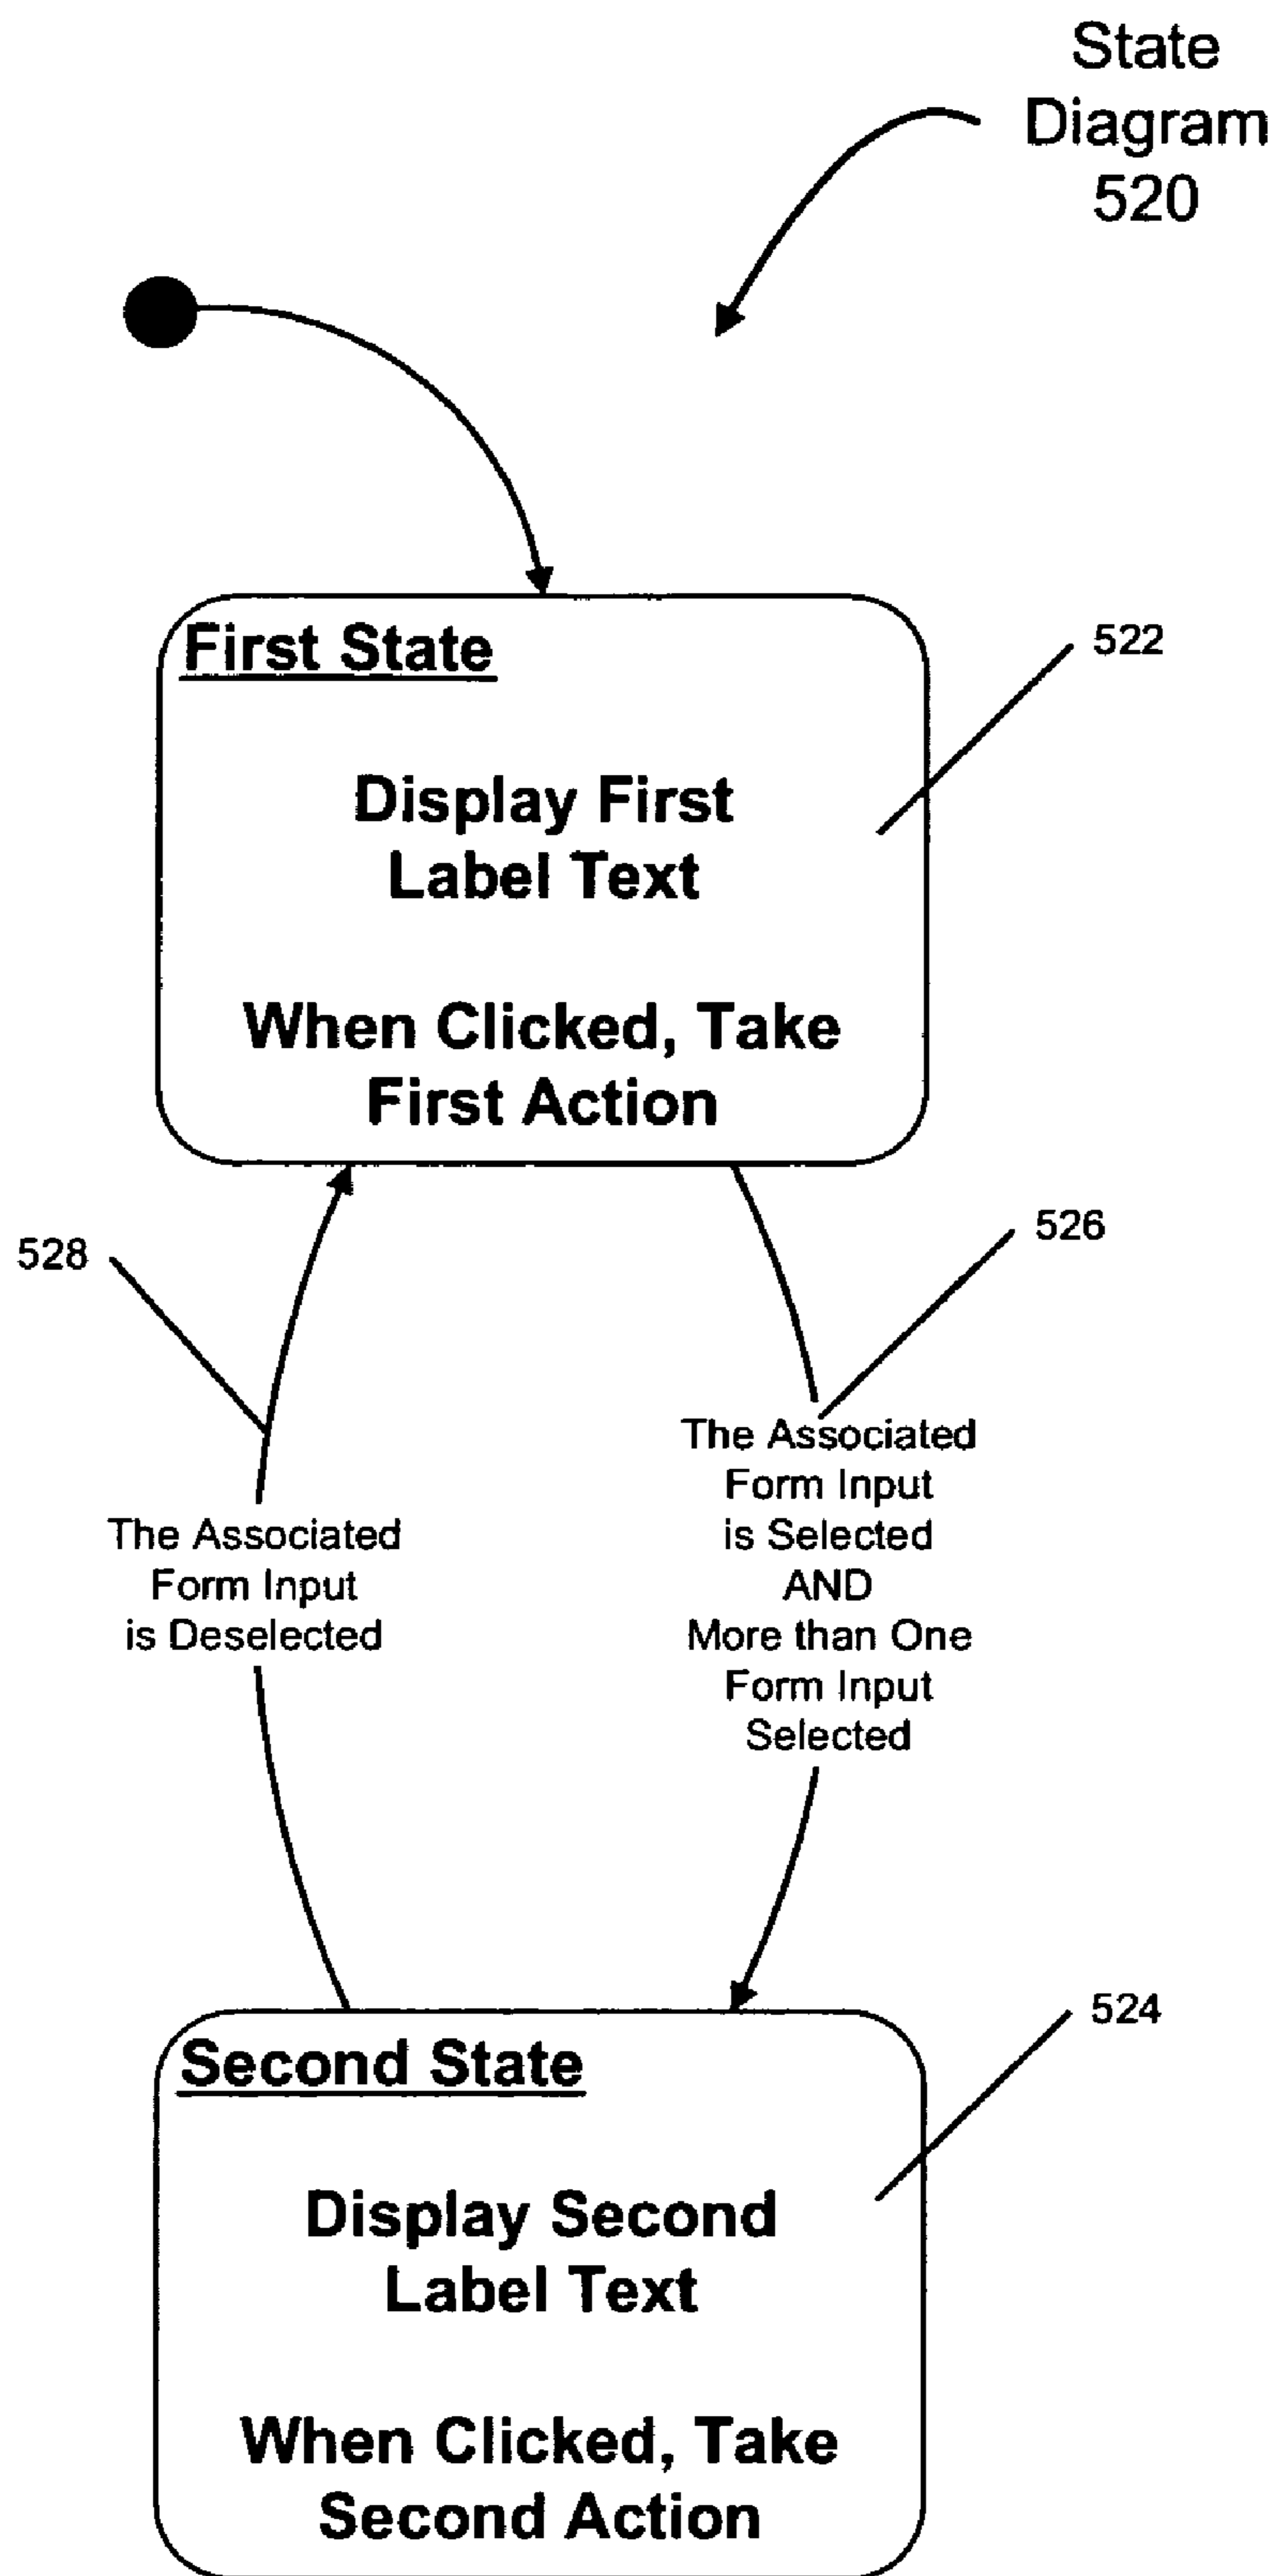 State
Diagram
520
First State
522
Display First
Label Text
When Clicked, Take
First Action
528
526
The Associated
Form Input
is Selected
AND
More than One
Form Input
Selected
The Associated
Form Input
is Deselected
524
Second State
Display Second
Label Text
When Clicked, Take
Second Action